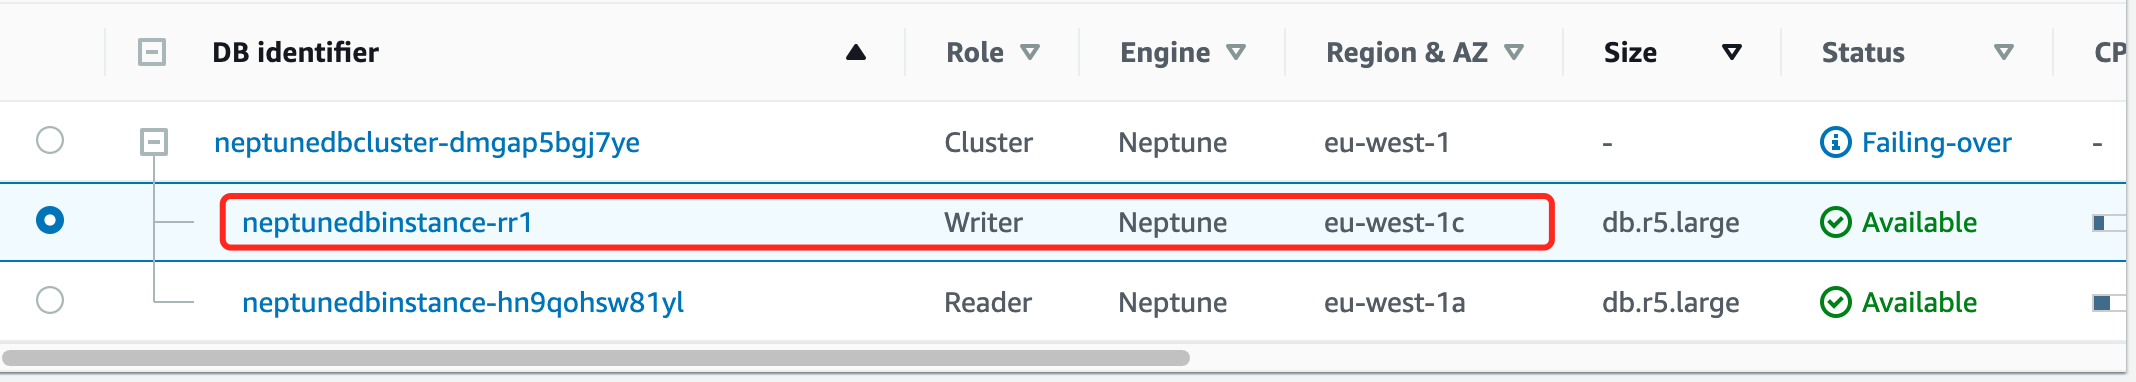 DB identifier Role Engine Region & AZ Size Status CP
neptunedbcluster-dmgap5bgj7ye Cluster Neptune eu-west-1 - Failing-over -
neptunedbinstance-rr1 Writer Neptune eu-west-1c db.r5.large Available
neptunedbinstance-hn9qohsw81yl Reader Neptune eu-west-1a db.r5.large Available